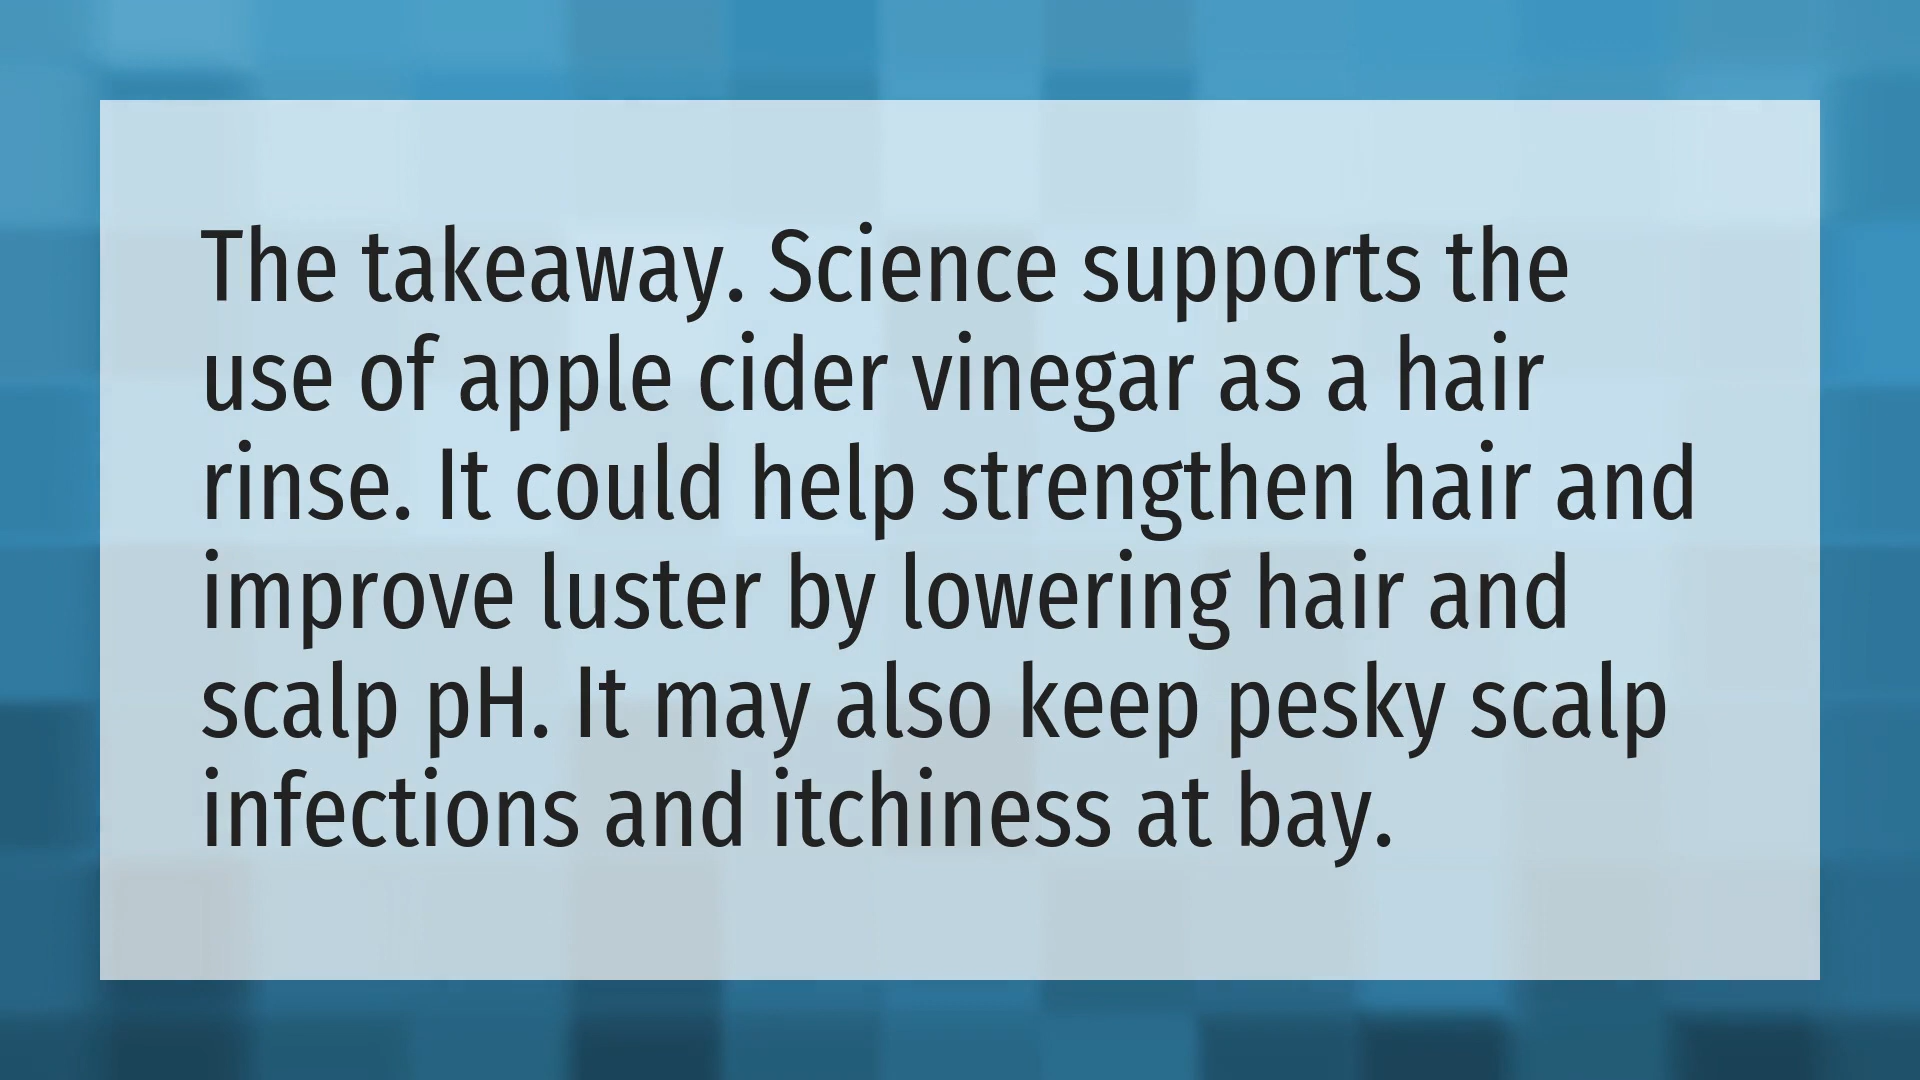 The takeaway. Science supports the
use of apple cider vinegar as a hair
rinse. It could help strengthen hair and
improve luster by lowering hair and
scalp pH. It may also keep pesky scalp
infections and itchiness at bay.